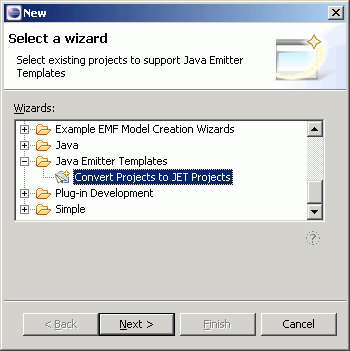 New
Select a wizard
Select existing projects to support Java Emitter
Templates
Wizards:
Example EMF Model Creation Wizards
Java
Java Emitter Templates
Convert Projects to JET Projects
Plug-in Development
Simple
?
< Back
Next >
Finish
Cancel